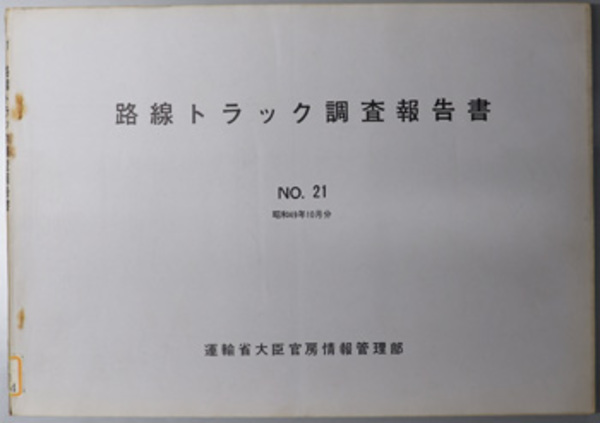 路線トラック調査報告書
NO. 21
昭和49年10月分
運輸省大臣官房情報管理部